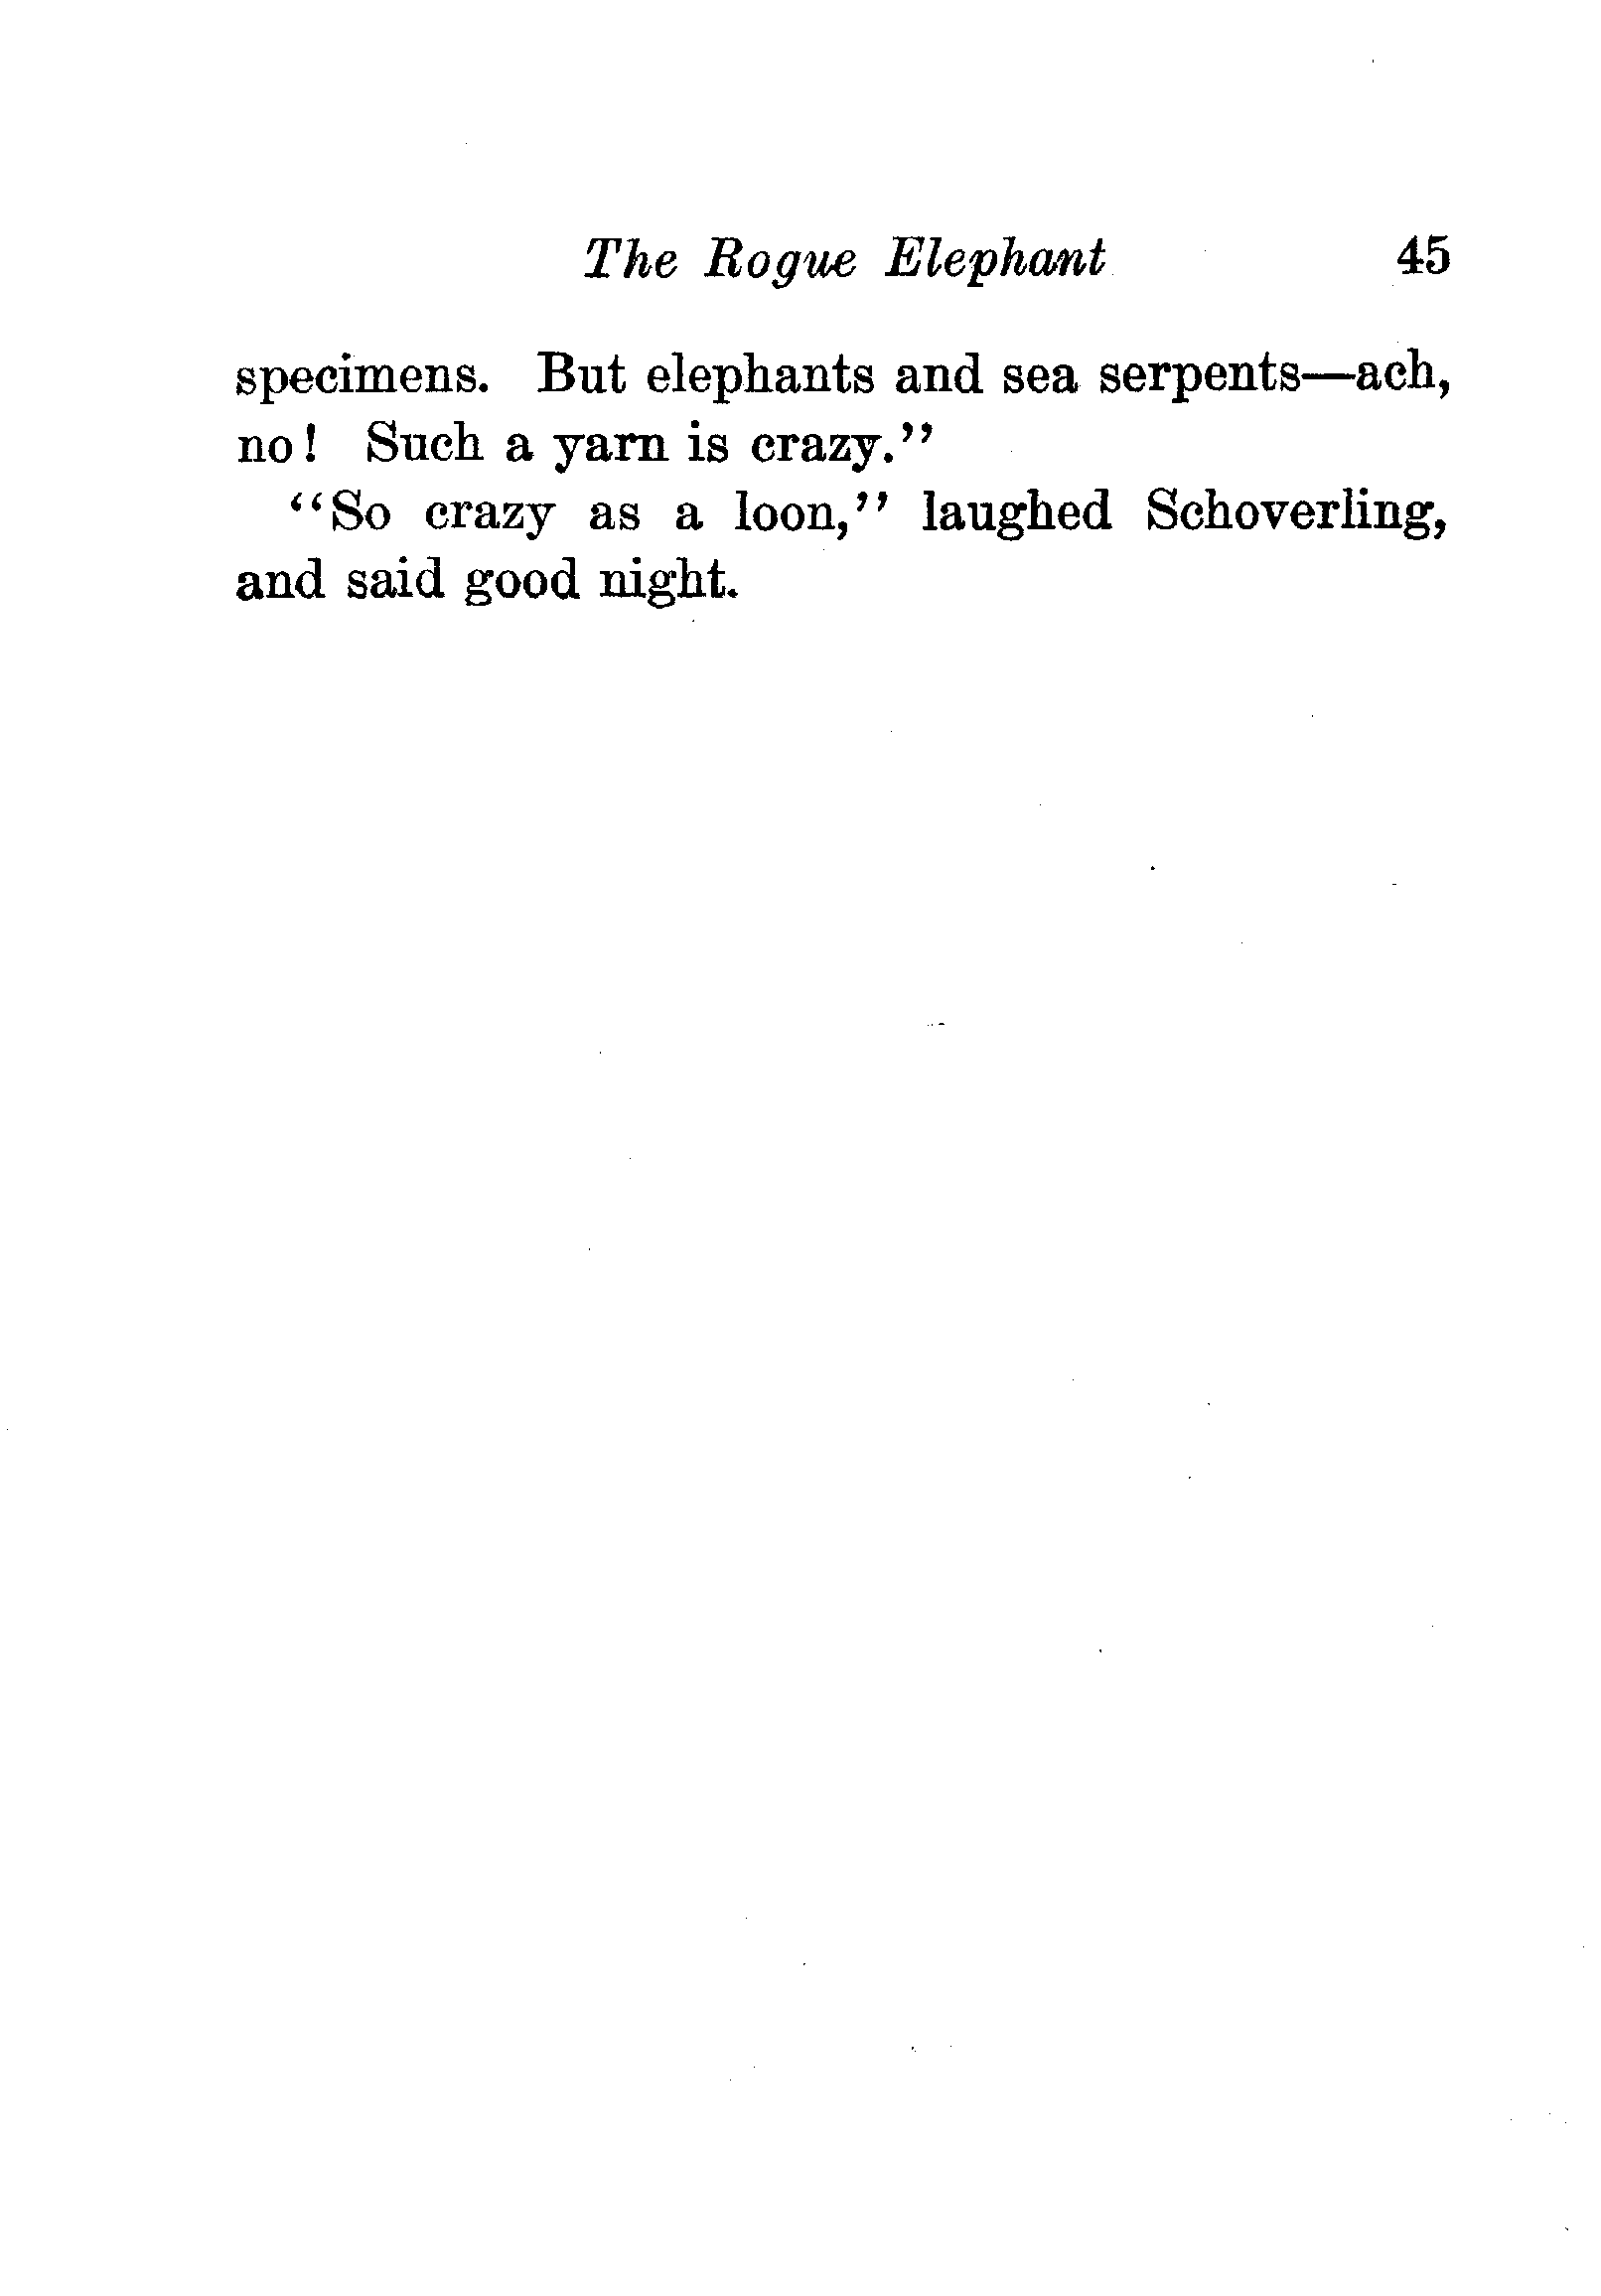 The Rogue Elephant 45
specimens. But elephants and sea serpents—ach,
no! Such a yarn is crazy."
"So crazy as a loon," laughed Schoverling,
and said good night.